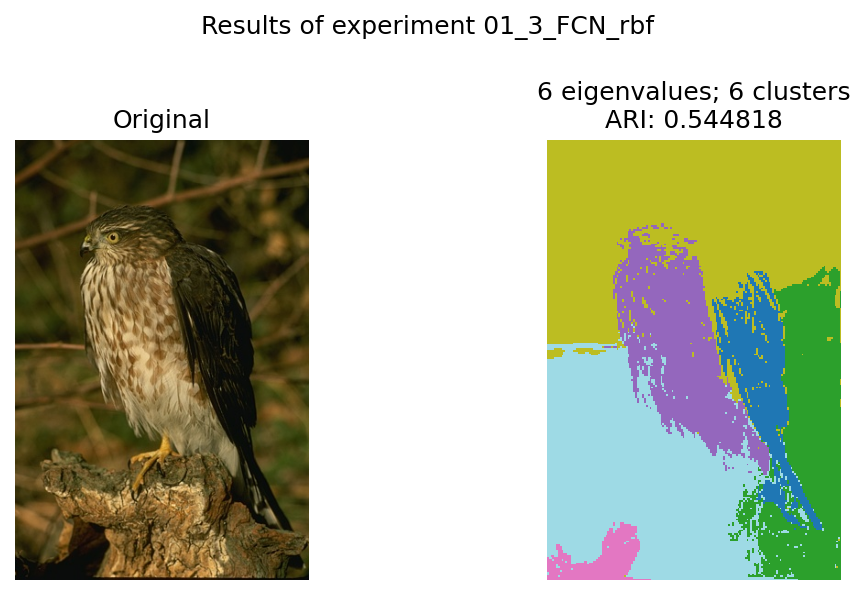 Results of experiment 01_3_FCN_rbf
Original
6 eigenvalues; 6 clusters
ARI: 0.544818